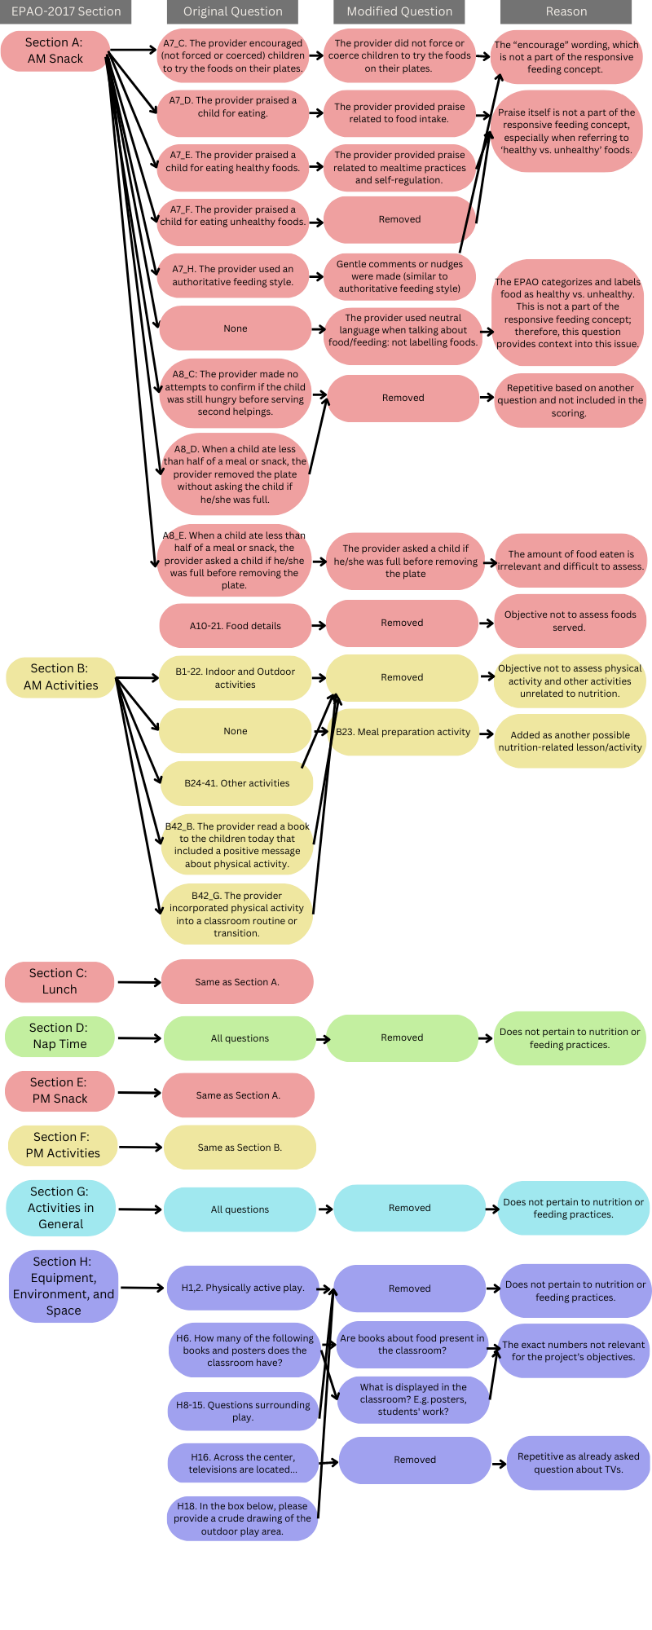 EPAO-2017 Section
Original Question
Modified Question
Reason
Section A:
AM Snack
A7_C. The provider encouraged
(not forced or coerced) children
to try the foods on their plates.
The provider did not force or
coerce children to try the foods
on their plates.
The “encourage” wording, which
is not a part of the responsive
feeding concept.
A7_D. The provider praised a
child for eating.
The provider provided praise
related to food intake.
Praise itself is not a part of the
responsive feeding concept,
especially when referring to
‘healthy vs. unhealthy’ foods.
A7_E. The provider praised a
child for eating healthy foods.
The provider provided praise
related to mealtime practices
and self-regulation.
A7_F. The provider praised a
child for eating unhealthy foods.
Removed
A7_H. The provider used an
authoritative feeding style.
Gentle comments or nudges
were made (similar to
authoritative feeding style)
None
The provider used neutral
language when talking about
food/feeding: not labelling foods.
The EPAO categorizes and labels
food as healthy vs. unhealthy.
This is not a part of the
responsive feeding concept;
therefore, this question
provides context into this issue.
A8_C: The provider made no
attempts to confirm if the child
was still hungry before serving
second helpings.
Removed
Repetitive based on another
question and not included in the
scoring.
A8_D. When a child ate less
than half of a meal or snack, the
provider removed the plate
without asking the child if
he/she was full.
A8_E. When a child ate less than
half of a meal or snack, the
provider asked a child if he/she
was full before removing the
plate.
The provider asked a child if
he/she was full before removing
the plate
The amount of food eaten is
irrelevant and difficult to assess.
A10-21. Food details
Removed
Objective not to assess foods
served.
Section B:
AM Activities
B1-22. Indoor and Outdoor
activities
Removed
Objective not to assess physical
activity and other activities
unrelated to nutrition.
None
B23. Meal preparation activity
Added as another possible
nutrition-related lesson/activity
B24-41. Other activities
B42_B. The provider read a book
to the children today that
included a positive message
about physical activity.
B42_G. The provider
incorporated physical activity
into a classroom routine or
transition.
Section C:
Lunch
Same as Section A.
Section D:
Nap Time
All questions
Removed
Does not pertain to nutrition or
feeding practices.
Section E:
PM Snack
Same as Section A.
Section F:
PM Activities
Same as Section B.
Section G:
Activities in
General
All questions
Removed
Does not pertain to nutrition or
feeding practices.
Section H:
Equipment,
Environment, and
Space
H1,2. Physically active play.
Removed
Does not pertain to nutrition or
feeding practices.
H6. How many of the following
books and posters does the
classroom have?
Are books about food present in
the classroom?
The exact numbers not relevant
for the project's objectives.
What is displayed in the
classroom? E.g. posters,
students' work?
H8-15. Questions surrounding
play.
H16. Across the center,
televisions are located...
Removed
Repetitive as already asked
question about TVs.
H18. In the box below, please
provide a crude drawing of the
outdoor play area.